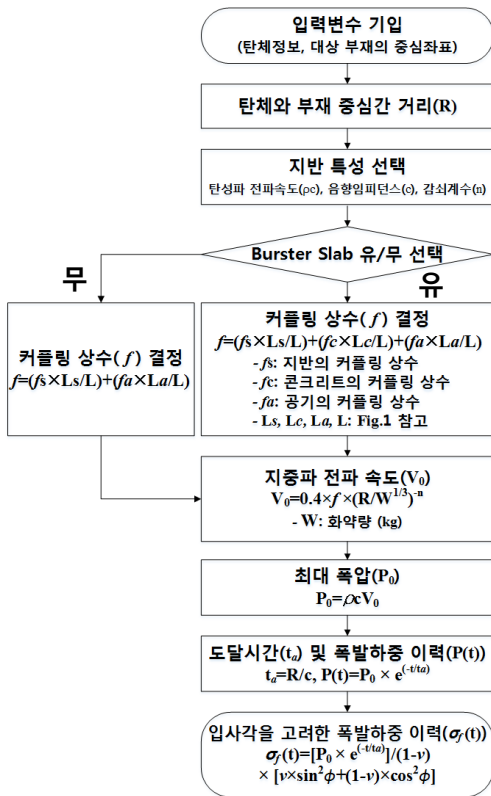 입력변수 기입
(탄체정보, 대상 부재의 중심좌표)
탄체와 부재 중심간 거리(R)
지반 특성 선택
탄성파 전파속도(ρc), 음향임피던스(c), 감쇠계수(n)
Burster Slab 유/무 선택
무
유
커플링 상수(f) 결정
f=(fs×Ls/L)+(fa×La/L)
커플링 상수(f) 결정
f=(fs×Ls/L)+(fc×Lc/L)+(fa×La/L)
- fs: 지반의 커플링 상수
- fc: 콘크리트의 커플링 상수
- fa: 공기의 커플링 상수
- Ls, Lc, La, L: Fig.1 참고
지중파 전파 속도(V₀)
V₀=0.4×f×(R/W^{1/3})^{-n}
- W: 화약량 (kg)
최대 폭압(P₀)
P₀=ρcV₀
도달시간(tₐ) 및 폭발하중 이력(P(t))
tₐ=R/c, P(t)=P₀ × e^{(-t/ta)}
입사각을 고려한 폭발하중 이력(σ_f(t))
σ_f(t)=[P₀ × e^{(-t/ta)}]/(1-ν)
× [ν×sin²ϕ+(1-ν)×cos²ϕ]